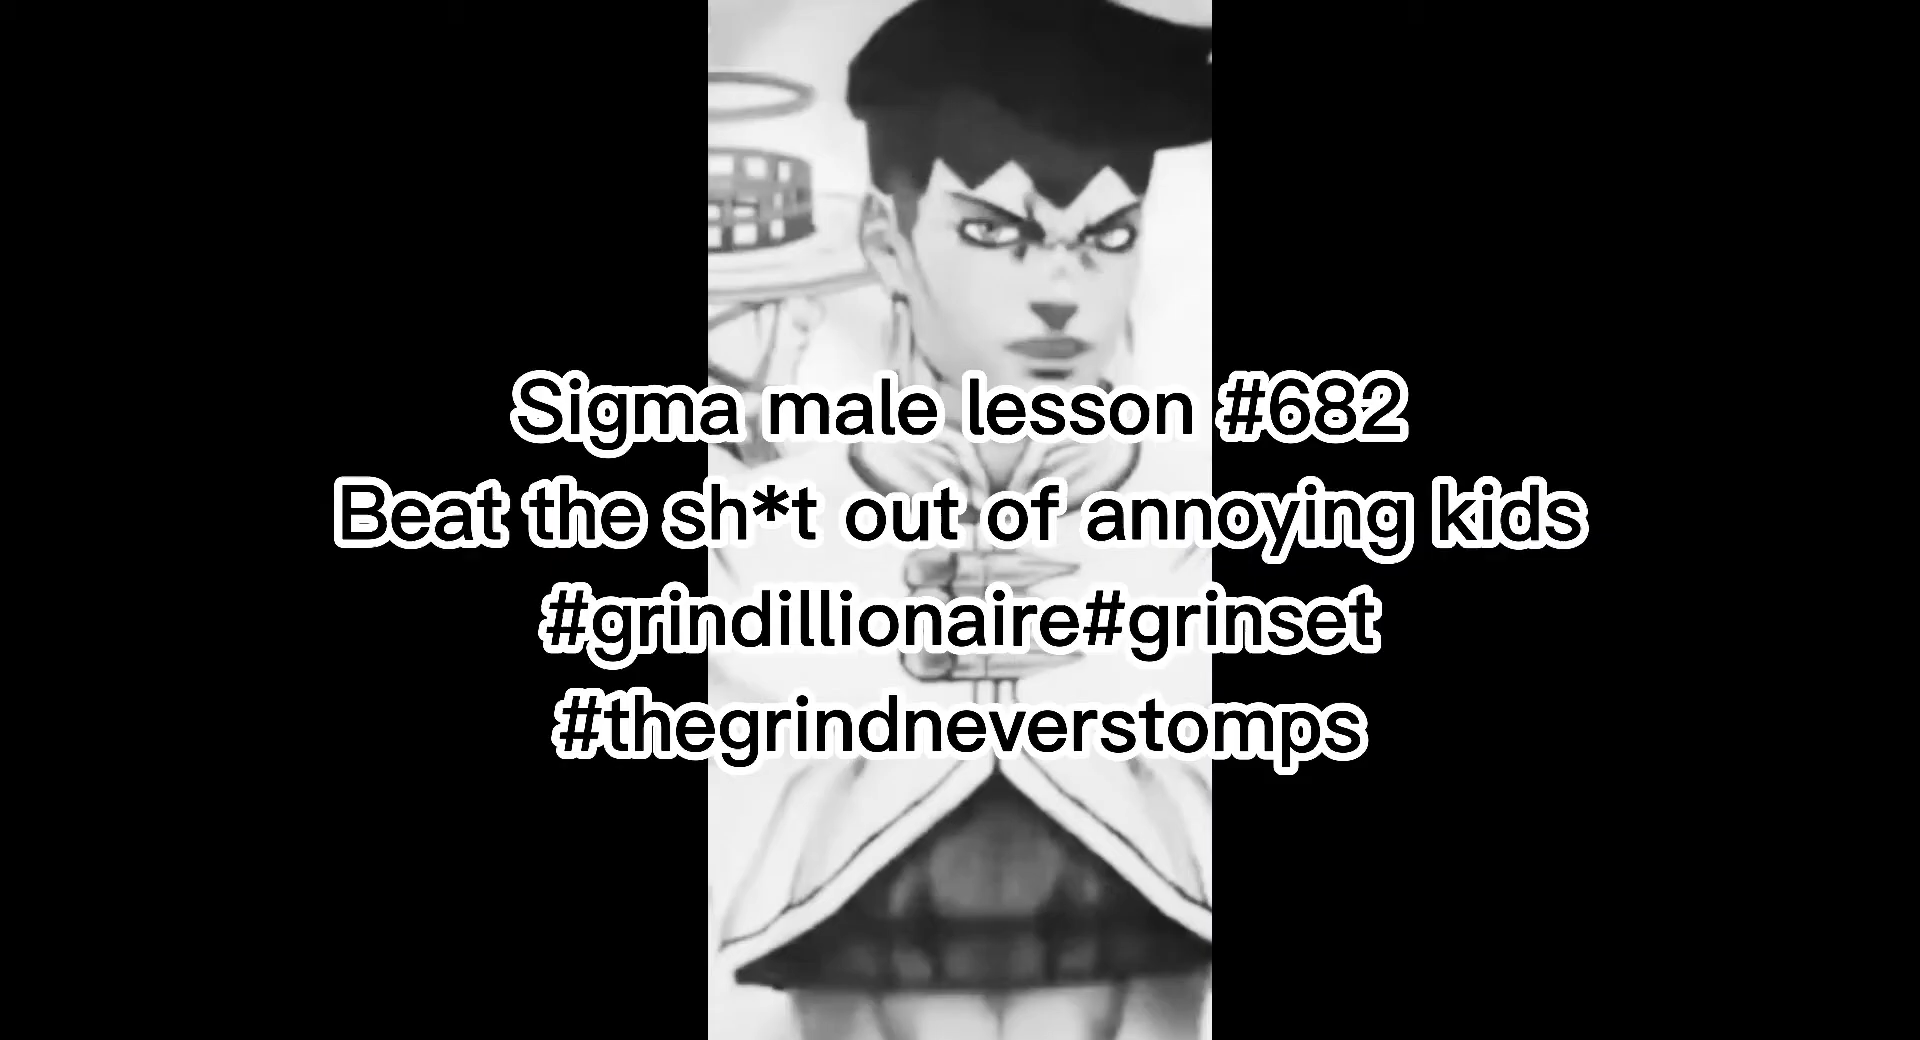 Sigma male lesson #682
Beat the sh*t out of annoying kids
#grindillionaire#grinset
#thegrindneverstomps